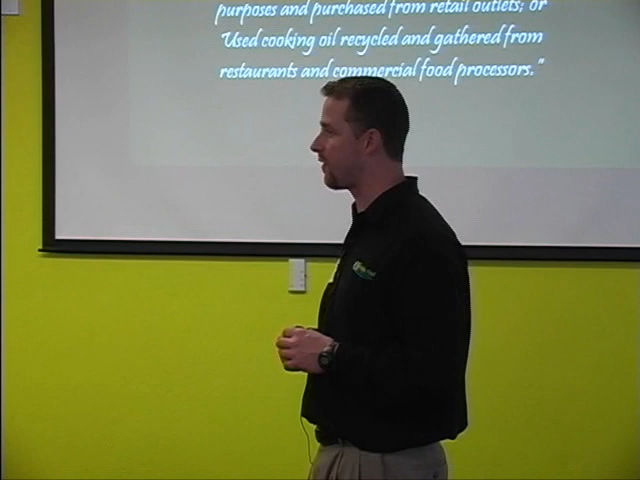 purposes and purchased from retail outlets; or
Used cooking oil recycled and gathered from
restaurants and commercial food processors."